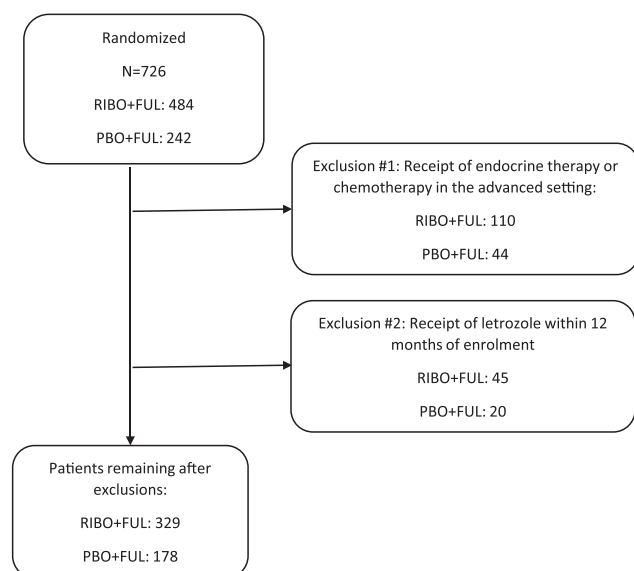 Randomized
N=726
RIBO+FUL: 484
PBO+FUL: 242
Exclusion #1: Receipt of endocrine therapy or
chemotherapy in the advanced setting:
RIBO+FUL: 110
PBO+FUL: 44
Exclusion #2: Receipt of letrozole within 12
months of enrolment
RIBO+FUL: 45
PBO+FUL: 20
Patients remaining after
exclusions:
RIBO+FUL: 329
PBO+FUL: 178